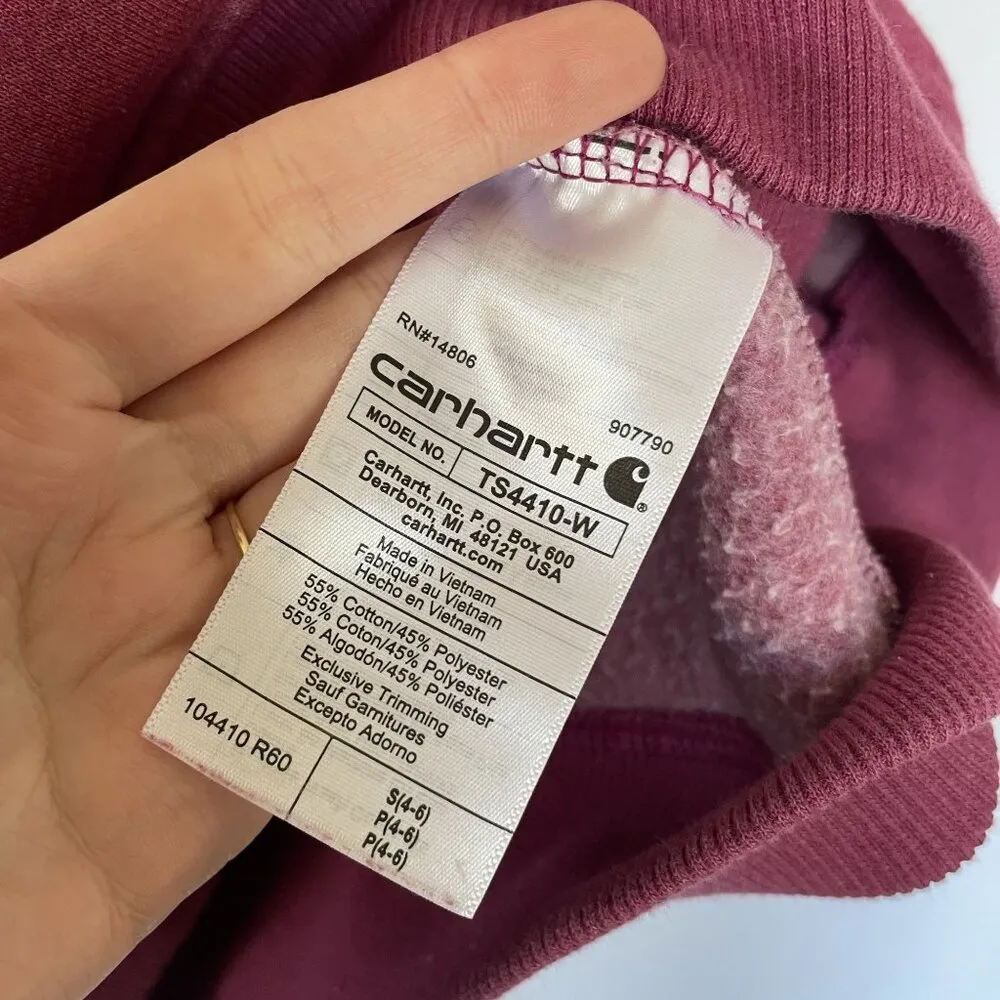 RN#14806
907790
carhartt
MODEL NO. TS4410-W
Carhartt, Inc. P.O. Box 600
Dearborn, MI 48121 USA
carhartt.com
Made in Vietnam
Fabriqué au Vietnam
Hecho en Vietnam
55% Cotton/45% Polyester
55% Coton/45% Polyester
55% Algodón/45% Poliéster
Exclusive Trimming
Sauf Garnitures
Excepto Adorno
104410 R60
S(4-6)
P(4-6)
P(4-6)